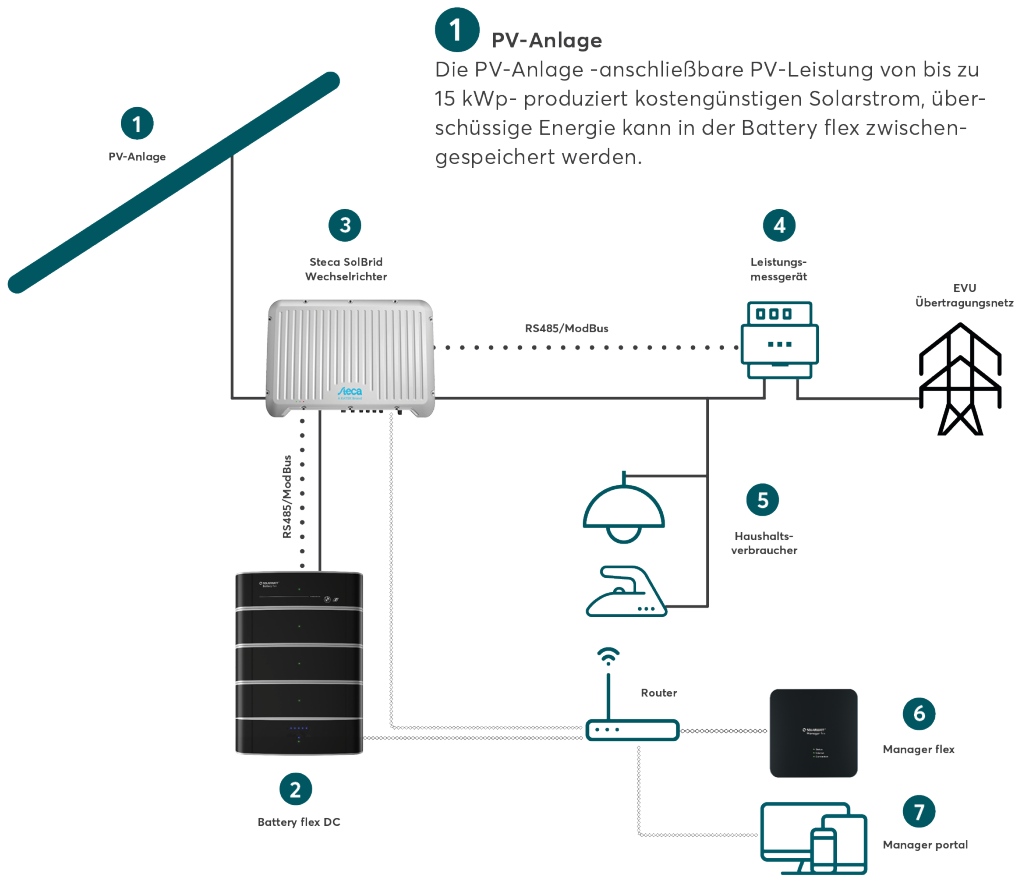 1 PV-Anlage
Die PV-Anlage -anschließbare PV-Leistung von bis zu
15 kWp- produziert kostengünstigen Solarstrom, über-
schüssige Energie kann in der Battery flex zwischen-
gespeichert werden.
1
PV-Anlage
3
Steca SolBrid
Wechselrichter
4
Leistungs-
messgerät
EVU
Übertragungsnetz
RS485/ModBus
Steca
RS485/ModBus
5
Haushalts-
verbraucher
Router
6
Manager flex
2
Battery flex DC
7
Manager portal